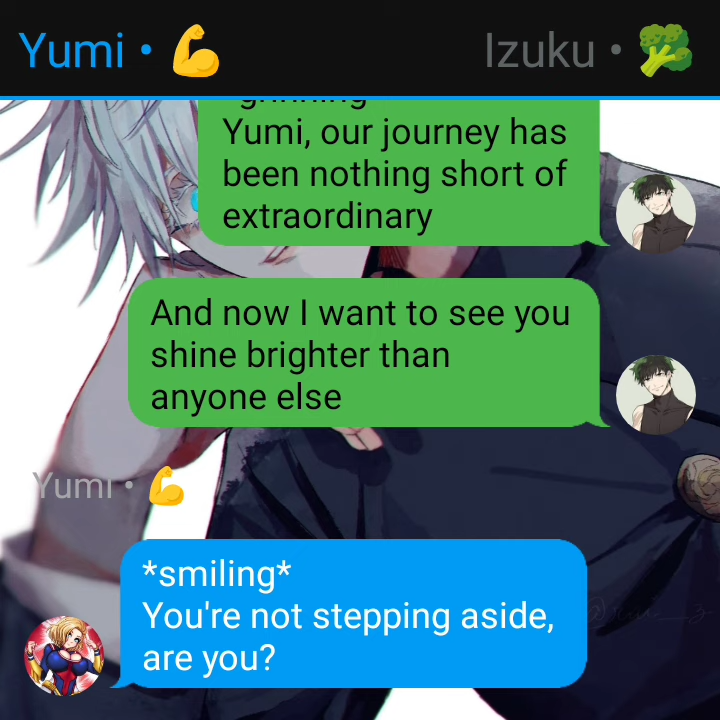 Yumi • 💪 Izuku • 🥦
*grinning*
Yumi, our journey has
been nothing short of
extraordinary
And now I want to see you
shine brighter than
anyone else
Yumi • 💪
*smiling*
You're not stepping aside,
are you?